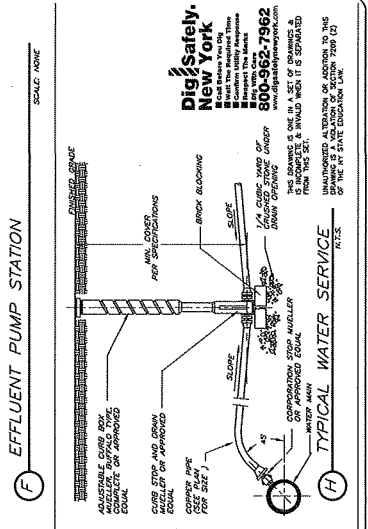 F
EFFLUENT PUMP STATION
SCALE: NONE
FINISHED GRADE
ADJUSTABLE CURB BOX
MUELLER, BUFFALO TYPE,
COMPLETE OR APPROVED
EQUAL
MIN. COVER
PER SPECIFICATIONS
CURB STOP AND DRAIN
MUELLER OR APPROVED
EQUAL
BRICK BLOCKING
COPPER PIPE
(SEE PLAN
FOR SIZE)
SLOPE
SLOPE
1/4 CUBIC YARD OF
CRUSHED STONE UNDER
DRAIN OPENING
45
CORPORATION STOP MUELLER
OR APPROVED EQUAL
WATER MAIN
H
TYPICAL WATER SERVICE
N.T.S.
Dig Safely.
New York
Call Before You Dig
Wait The Required Time
Confirm Utility Response
Respect The Marks
Dig With Care
800-962-7962
www.digsafelynewyork.com
THIS DRAWING IS ONE IN A SET OF DRAWINGS &
IS INCOMPLETE & INVALID WHEN IT IS SEPARATED
FROM THIS SET.
UNAUTHORIZED ALTERATION OR ADDITION TO THIS
DRAWING IS A VIOLATION OF SECTION 7209 (2)
OF THE NY STATE EDUCATION LAW.